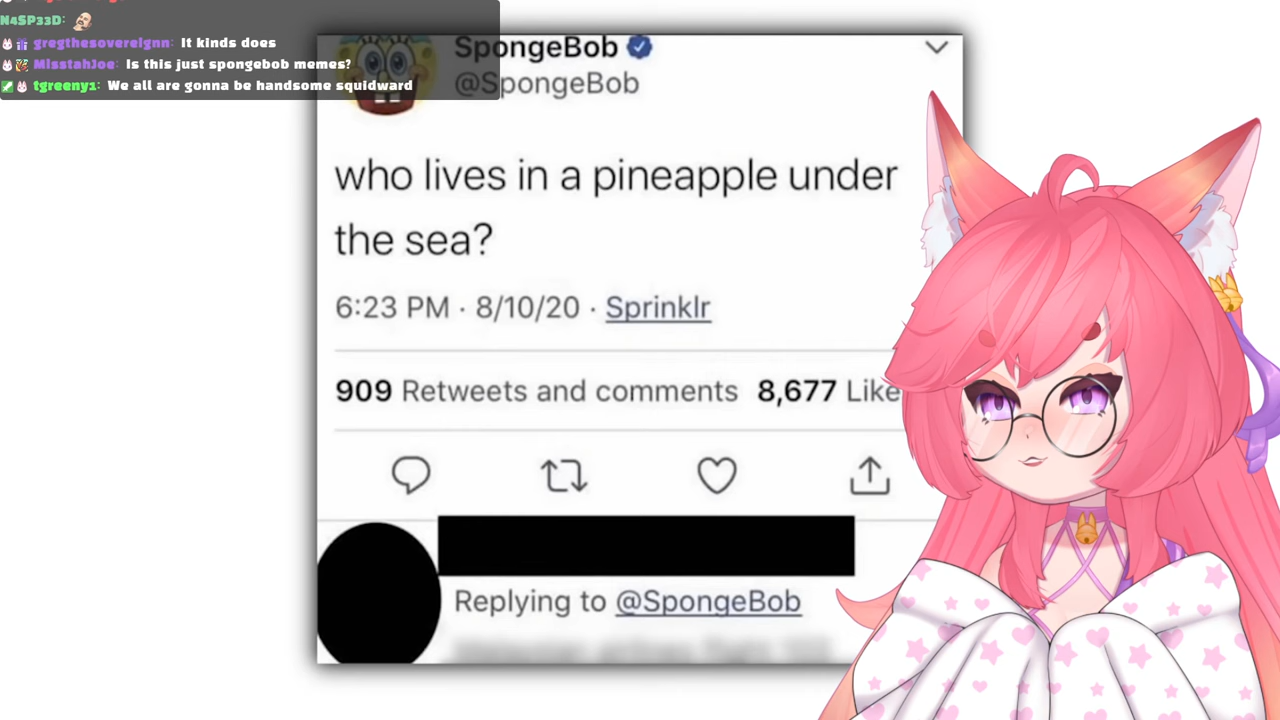 N4SP33D:
gregthesovereignn: It kinds does
MisstahJoe: Is this just spongebob memes?
tgreeny1: We all are gonna be handsome squidward
SpongeBob
@SpongeBob
who lives in a pineapple under
the sea?
6:23 PM · 8/10/20 · Sprinklr
909 Retweets and comments 8,677 Like
Replying to @SpongeBob